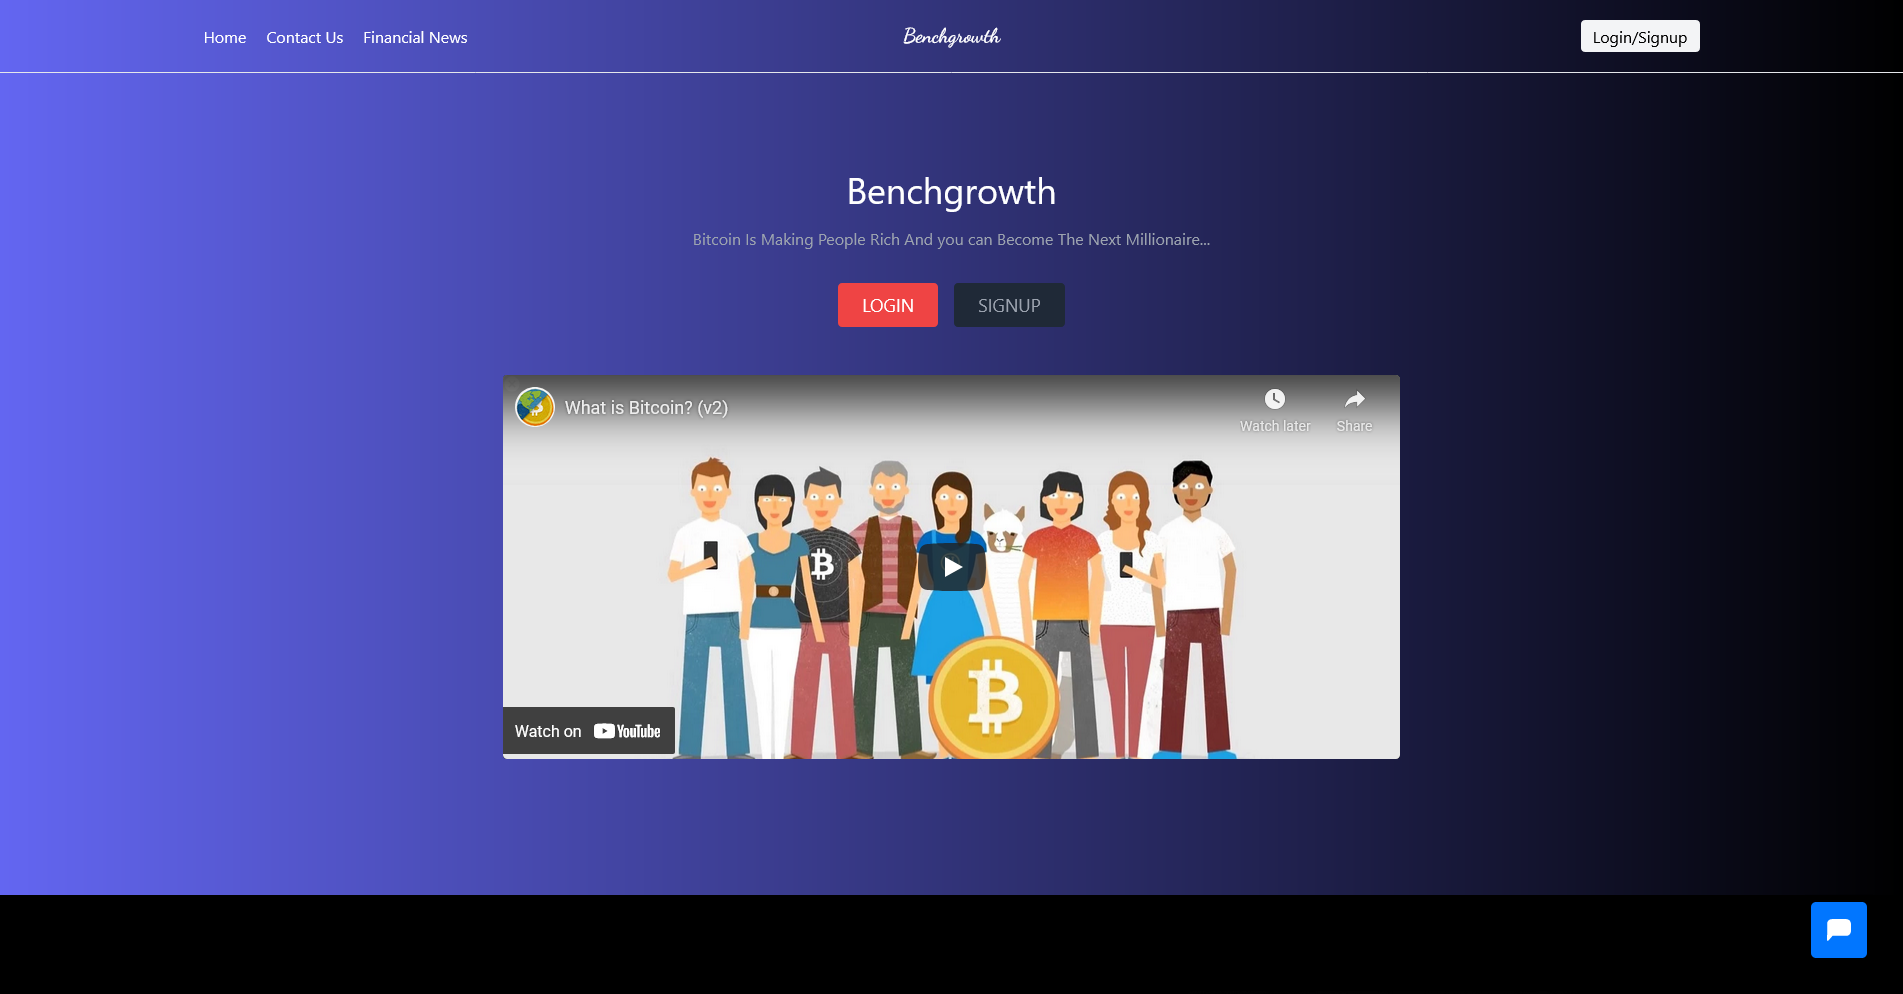 Home Contact Us Financial News
Benchgrowth
Login/Signup
Benchgrowth
Bitcoin Is Making People Rich And you can Become The Next Millionaire...
LOGIN SIGNUP
What is Bitcoin? (v2)
Watch later Share
Watch on YouTube